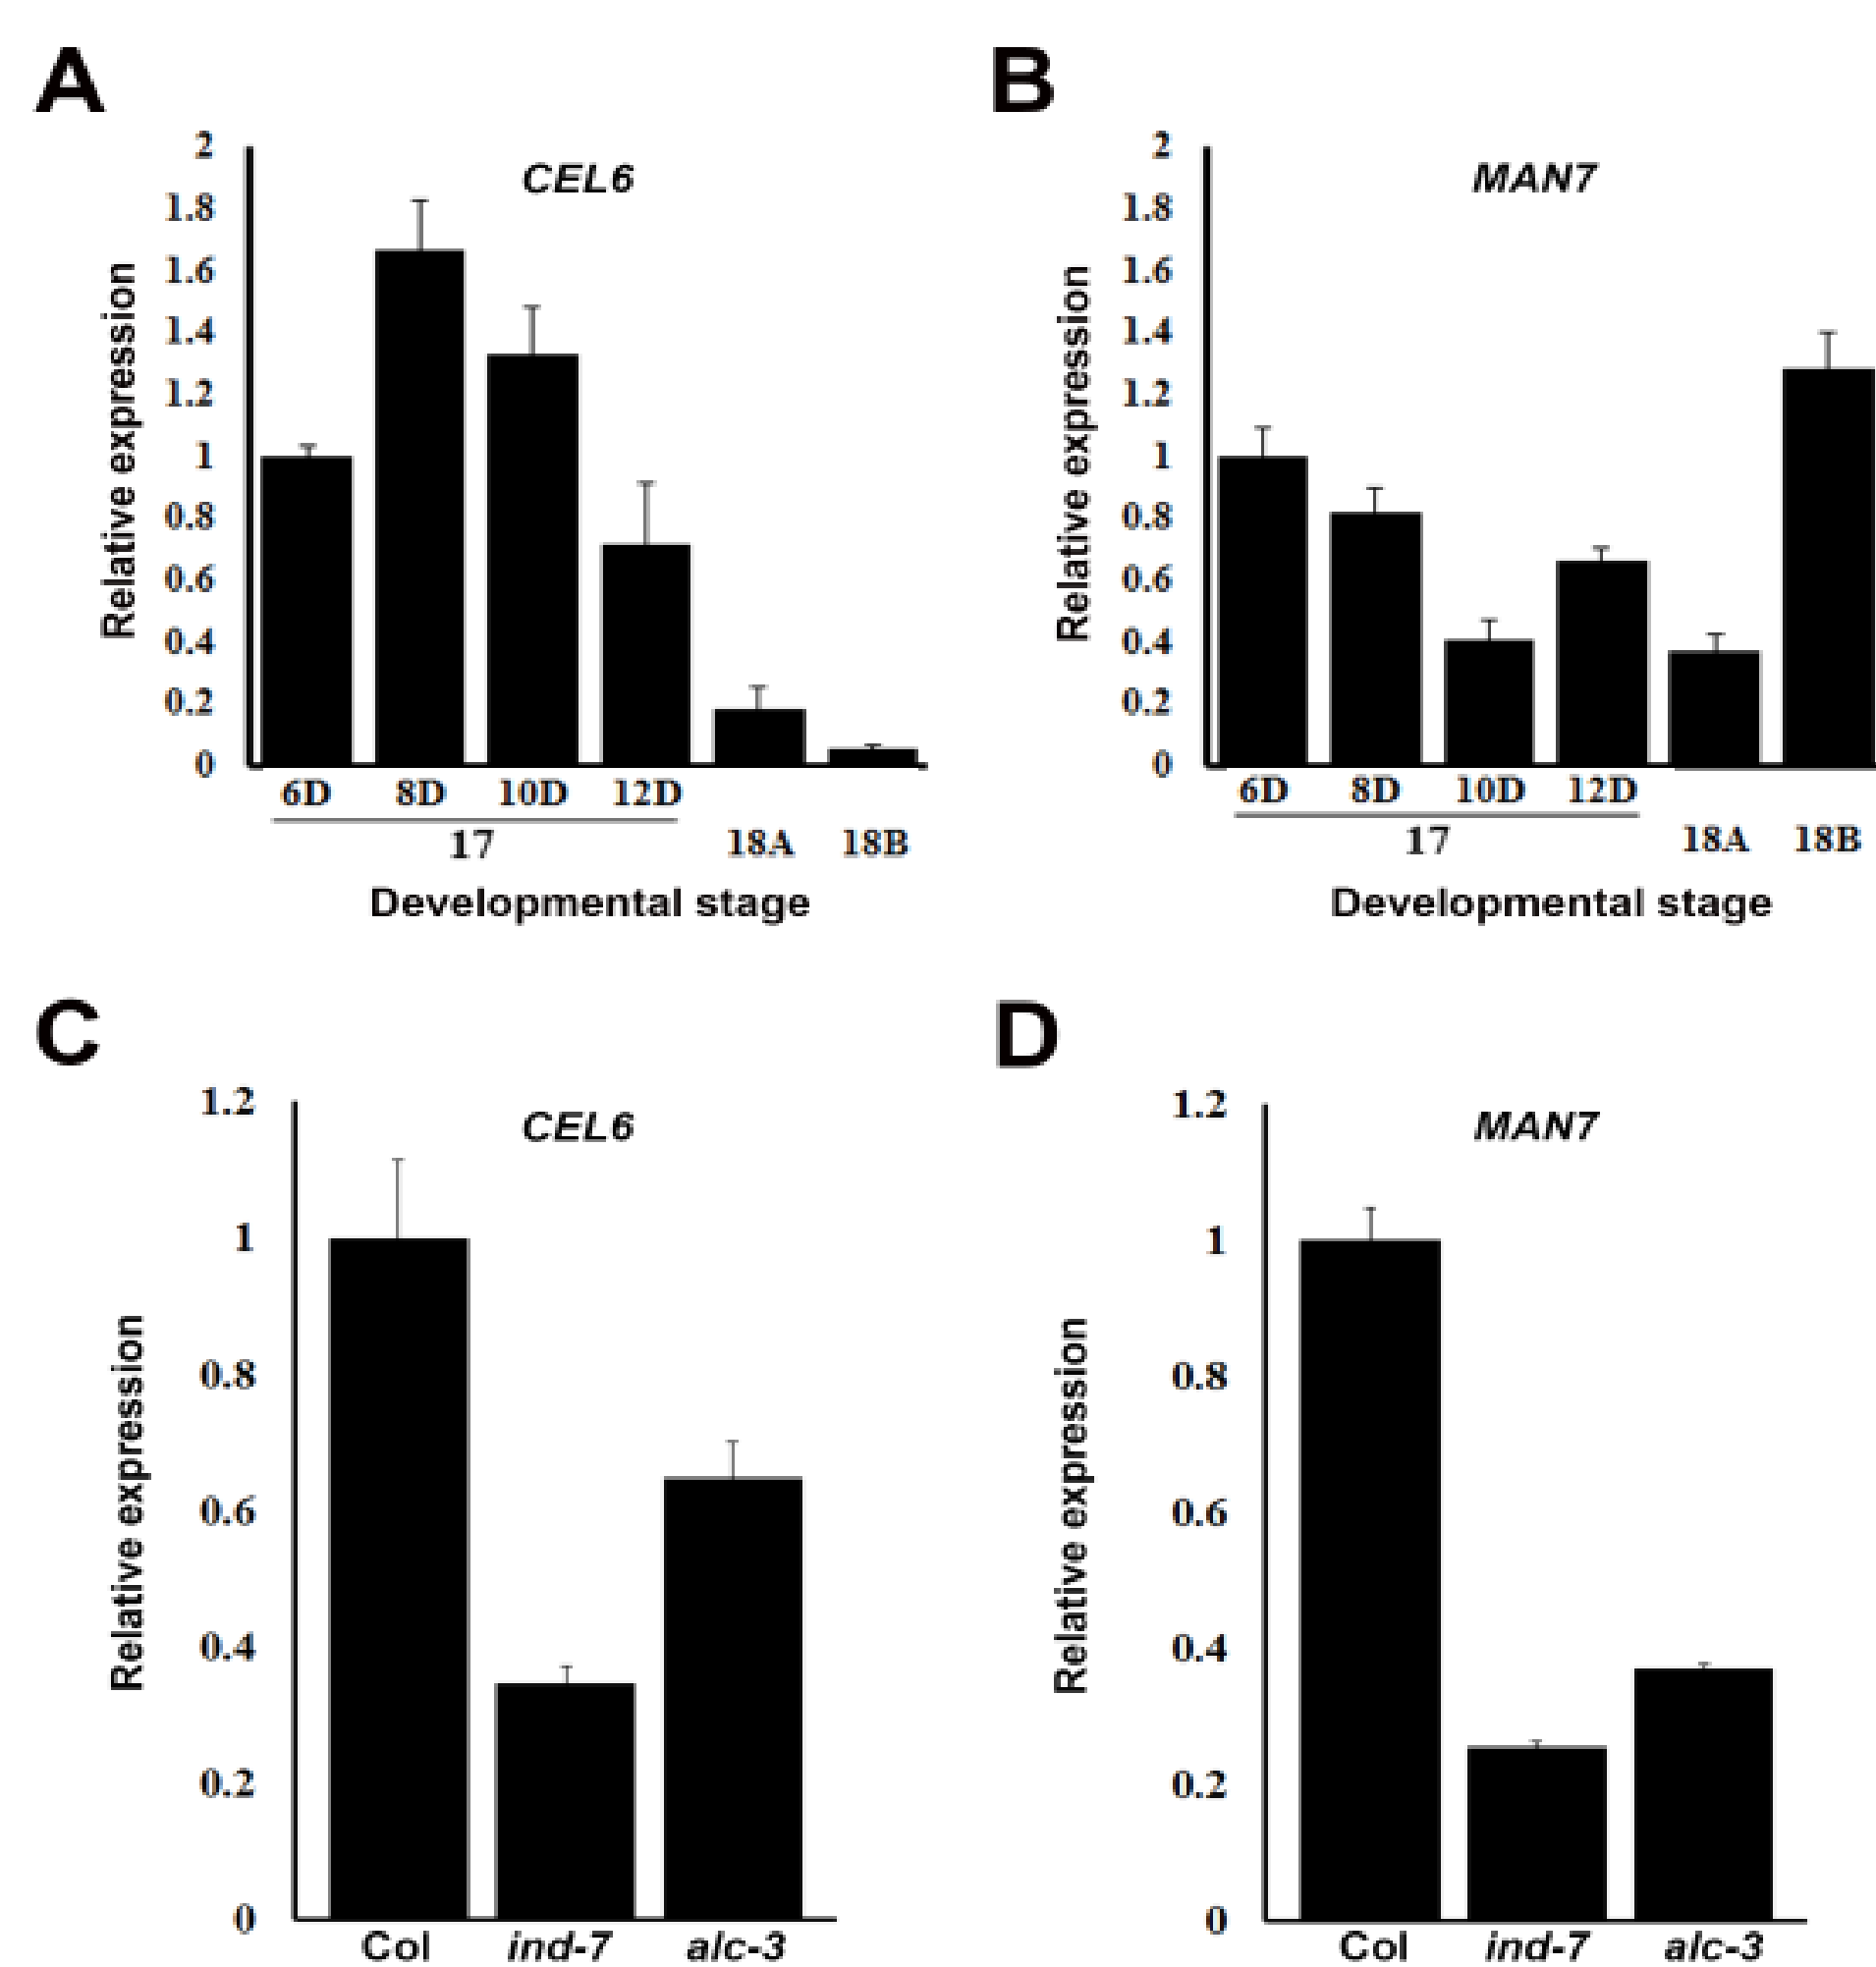 A
CEL6
Relative expression
2
1.8
1.6
1.4
1.2
1
0.8
0.6
0.4
0.2
0
6D 8D 10D 12D
17 18A 18B
Developmental stage
B
MAN7
Relative expression
2
1.8
1.6
1.4
1.2
1
0.8
0.6
0.4
0.2
0
6D 8D 10D 12D
17 18A 18B
Developmental stage
C
CEL6
Relative expression
1.2
1
0.8
0.6
0.4
0.2
0
Col ind-7 alc-3
D
MAN7
Relative expression
1.2
1
0.8
0.6
0.4
0.2
0
Col ind-7 alc-3